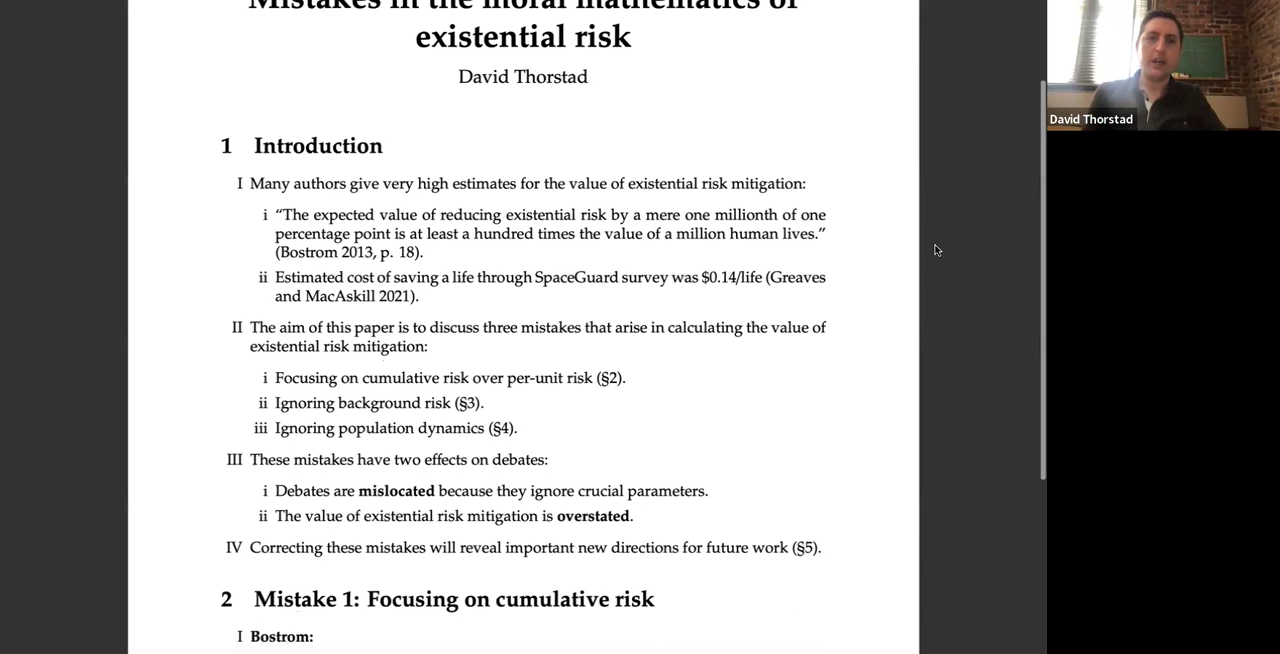 Mistakes in the moral mathematics of
existential risk
David Thorstad
1 Introduction
I Many authors give very high estimates for the value of existential risk mitigation:
i “The expected value of reducing existential risk by a mere one millionth of one
percentage point is at least a hundred times the value of a million human lives.”
(Bostrom 2013, p. 18).
ii Estimated cost of saving a life through SpaceGuard survey was $0.14/life (Greaves
and MacAskill 2021).
II The aim of this paper is to discuss three mistakes that arise in calculating the value of
existential risk mitigation:
i Focusing on cumulative risk over per-unit risk (§2).
ii Ignoring background risk (§3).
iii Ignoring population dynamics (§4).
III These mistakes have two effects on debates:
i Debates are mislocated because they ignore crucial parameters.
ii The value of existential risk mitigation is overstated.
IV Correcting these mistakes will reveal important new directions for future work (§5).
2 Mistake 1: Focusing on cumulative risk
I Bostrom:
David Thorstad